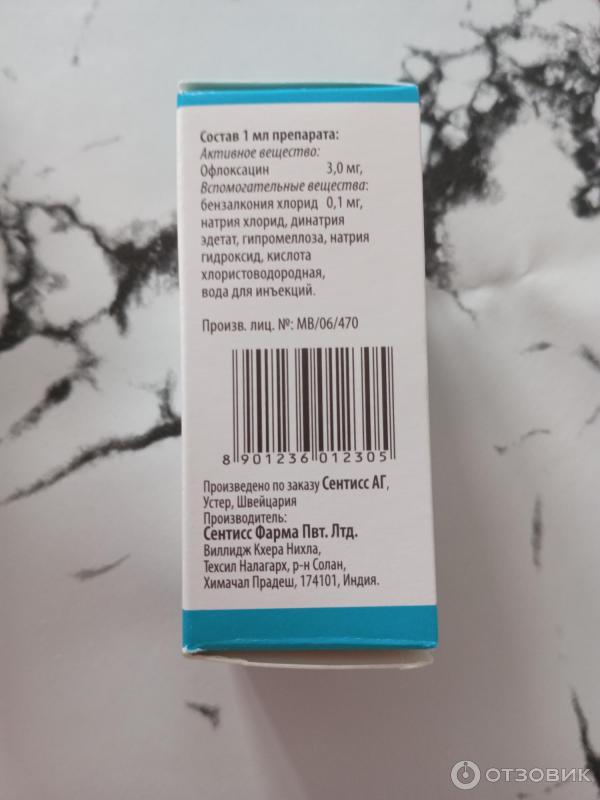 Состав 1 мл препарата:
Активное вещество:
Офлоксацин 3,0 мг,
Вспомогательные вещества:
бензалкония хлорид 0,1 мг,
натрия хлорид, динатрия
эдетат, гипромеллоза, натрия
гидроксид, кислота
хлористоводородная,
вода для инъекций.
Произв. лиц. №: MB/06/470
8 901236 012305
Произведено по заказу Сентисс АГ,
Устер, Швейцария
Производитель:
Сентисс Фарма Пвт. Лтд.
Виллидж Кхера Нихла,
Техсил Налагарх, р-н Солан,
Химачал Прадеш, 174101, Индия.
ОТЗОВИК